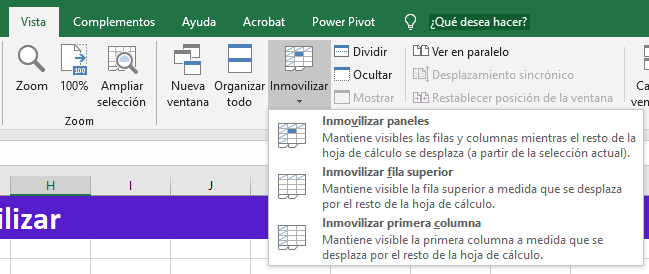 Vista Complementos Ayuda Acrobat Power Pivot ¿Qué desea hacer?
Zoom
100
100%
Ampliar
selección
Zoom
Nueva
ventana
Organizar
todo
Inmovilizar
Dividir
Ocultar
Mostrar
Ver en paralelo
Desplazamiento sincrónico
Restablecer posición de la ventana
Ca
ven
Inmovilizar paneles
Mantiene visibles las filas y columnas mientras el resto de la
hoja de cálculo se desplaza (a partir de la selección actual).
Inmovilizar fila superior
Mantiene visible la fila superior a medida que se desplaza
por el resto de la hoja de cálculo.
Inmovilizar primera columna
Mantiene visible la primera columna a medida que se
desplaza por el resto de la hoja de cálculo.
H I J
lizar